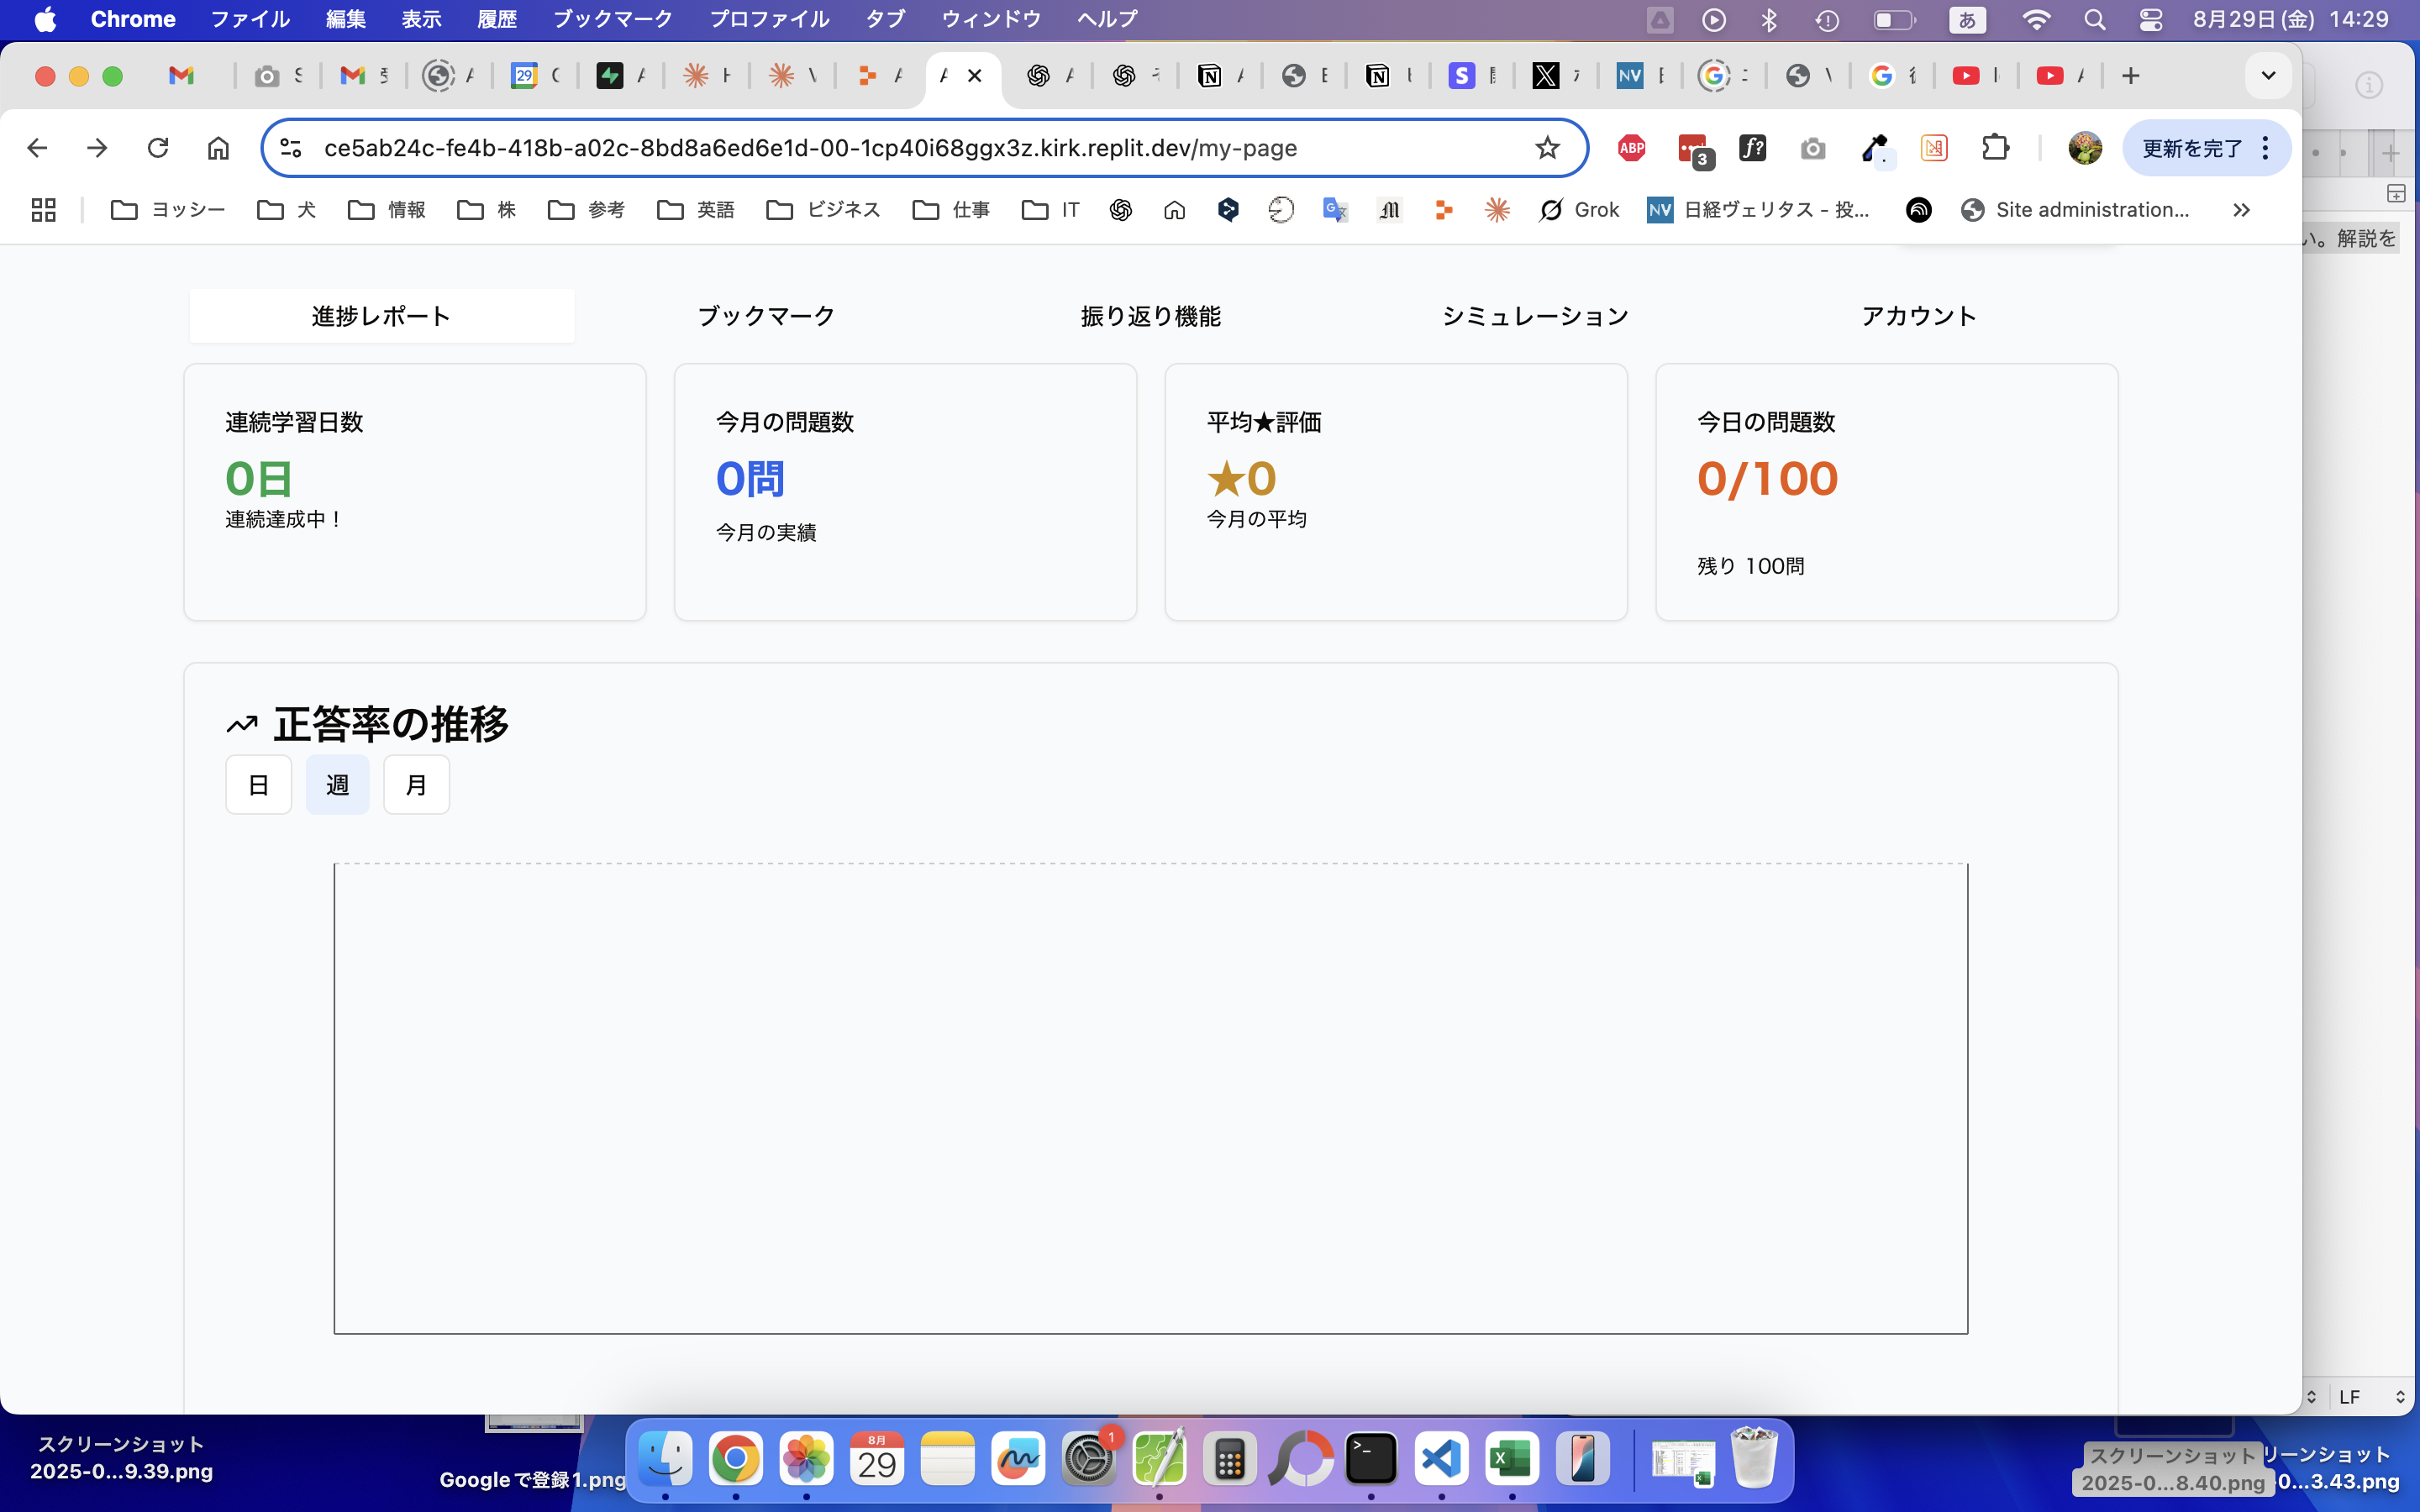 Chrome ファイル 編集 表示 履歴 ブックマーク プロファイル タブ ウィンドウ ヘルプ あ 8月29日(金) 14:29
ce5ab24c-fe4b-418b-a02c-8bd8a6ed6e1d-00-1cp40i68ggx3z.kirk.replit.dev/my-page ABP 3 f? 更新を完了
ヨッシー 犬 情報 株 参考 英語 ビジネス 仕事 IT Grok NV 日経ヴェリタス - 投... Site administration...
い。解説を
進捗レポート ブックマーク 振り返り機能 シミュレーション アカウント
連続学習日数
0日
連続達成中！
今月の問題数
0問
今月の実績
平均★評価
★0
今月の平均
今日の問題数
0/100
残り 100問
正答率の推移
日 週 月
LF
スクリーンショット
2025-0...9.39.png
Googleで登録1.png
8月
29
1
スクリーンショット
2025-0...8.40.png
リーンショット
0...3.43.png